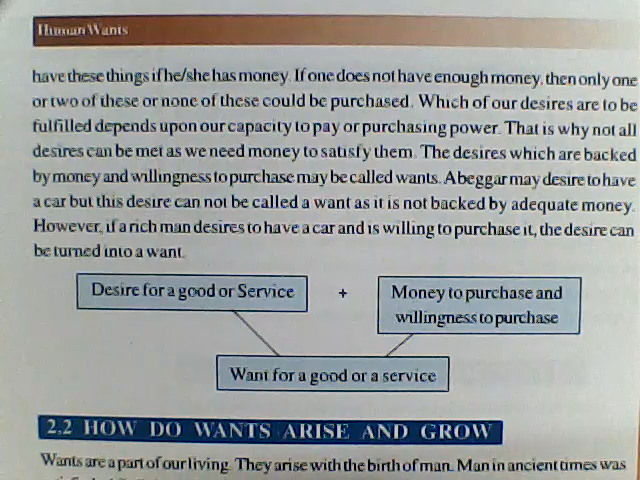 Human Wants
have these things if he/she has money. If one does not have enough money, then only one
or two of these or none of these could be purchased. Which of our desires are to be
fulfilled depends upon our capacity to pay or purchasing power. That is why not all
desires can be met as we need money to satisfy them. The desires which are backed
by money and willingness to purchase may be called wants. A beggar may desire to have
a car but this desire can not be called a want as it is not backed by adequate money.
However, if a rich man desires to have a car and is willing to purchase it, the desire can
be turned into a want.
Desire for a good or Service
+
Money to purchase and
willingness to purchase
Want for a good or a service
2.2 HOW DO WANTS ARISE AND GROW
Wants are a part of our living. They arise with the birth of man. Man in ancient times was